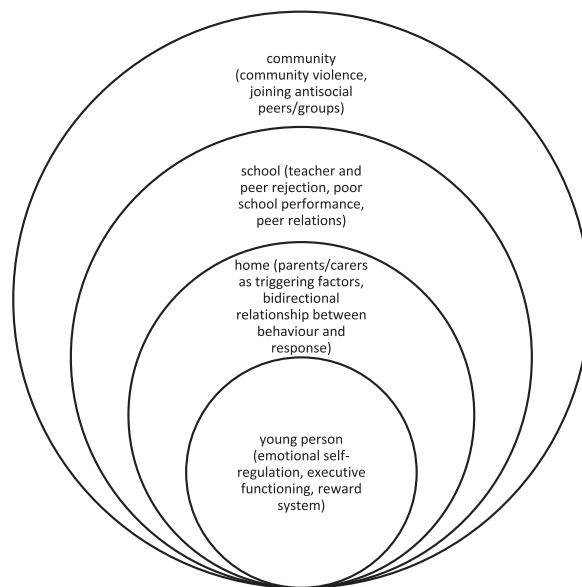 community
(community violence,
joining antisocial
peers/groups)
school (teacher and
peer rejection, poor
school performance,
peer relations)
home (parents/carers
as triggering factors,
bidirectional
relationship between
behaviour and
response)
young person
(emotional self-
regulation, executive
functioning, reward
system)